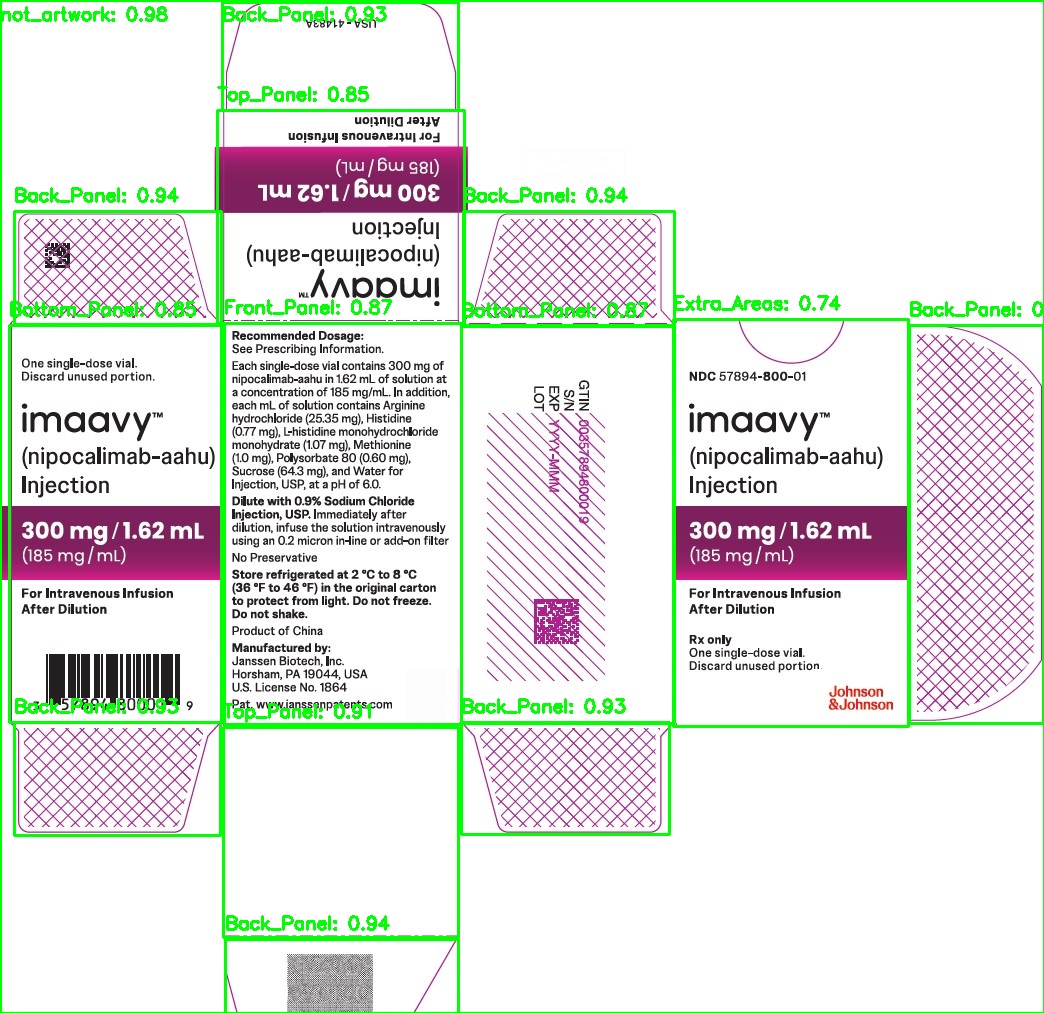 not_artwork: 0.98
Back_Panel: 0.93
USA - 41483A
Top_Panel: 0.85
For Intravenous Infusion
After Dilution
300 mg / 1.62 mL
(185 mg / mL)
imaavy™
(nipocalimab-aahu)
Injection
Back_Panel: 0.94
Back_Panel: 0.94
Bottom_Panel: 0.85
One single-dose vial.
Discard unused portion.
imaavy™
(nipocalimab-aahu)
Injection
300 mg / 1.62 mL
(185 mg / mL)
For Intravenous Infusion
After Dilution
Front_Panel: 0.87
Recommended Dosage:
See Prescribing Information.
Each single-dose vial contains 300 mg of
nipocalimab-aahu in 1.62 mL of solution at
a concentration of 185 mg/mL. In addition,
each mL of solution contains Arginine
hydrochloride (25.35 mg), Histidine
(0.77 mg), L-histidine monohydrochloride
monohydrate (1.07 mg), Methionine
(1.0 mg), Polysorbate 80 (0.60 mg),
Sucrose (64.3 mg), and Water for
Injection, USP, at a pH of 6.0.
Dilute with 0.9% Sodium Chloride
Injection, USP. Immediately after
dilution, infuse the solution intravenously
using an 0.2 micron in-line or add-on filter
No Preservative
Store refrigerated at 2 °C to 8 °C
(36 °F to 46 °F) in the original carton
to protect from light. Do not freeze.
Do not shake.
Product of China
Manufactured by:
Janssen Biotech, Inc.
Horsham, PA 19044, USA
U.S. License No. 1864
Pat. www.janssenpatents.com
Bottom_Panel: 0.87
GTIN 00357894800019
S/N
EXP YYYY-MMM
LOT
Extra_Areas: 0.74
NDC 57894-800-01
imaavy™
(nipocalimab-aahu)
Injection
300 mg / 1.62 mL
(185 mg / mL)
For Intravenous Infusion
After Dilution
Rx only
One single-dose vial.
Discard unused portion.
Johnson
&Johnson
Back_Panel: 0
Back_Panel: 0.93
Top_Panel: 0.91
Back_Panel: 0.93
Back_Panel: 0.94